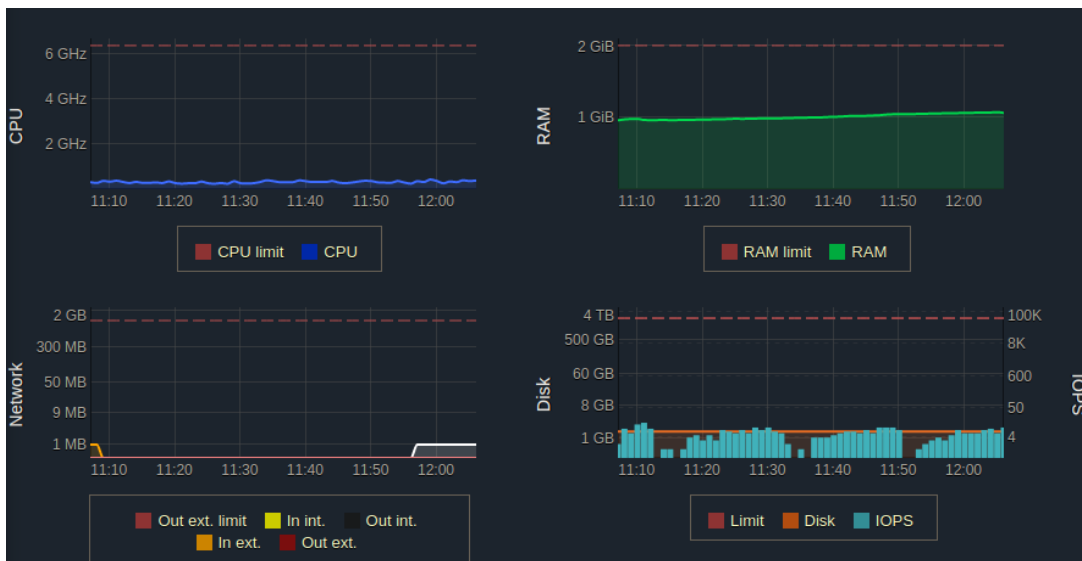 CPU
6 GHz
4 GHz
2 GHz
11:10 11:20 11:30 11:40 11:50 12:00
CPU limit CPU
RAM
2 GiB
1 GiB
11:10 11:20 11:30 11:40 11:50 12:00
RAM limit RAM
Network
2 GB
300 MB
50 MB
9 MB
1 MB
11:10 11:20 11:30 11:40 11:50 12:00
Out ext. limit In int. Out int.
In ext. Out ext.
Disk
4 TB
500 GB
60 GB
8 GB
1 GB
100K
8K
600
50
4
IOPS
11:10 11:20 11:30 11:40 11:50 12:00
Limit Disk IOPS